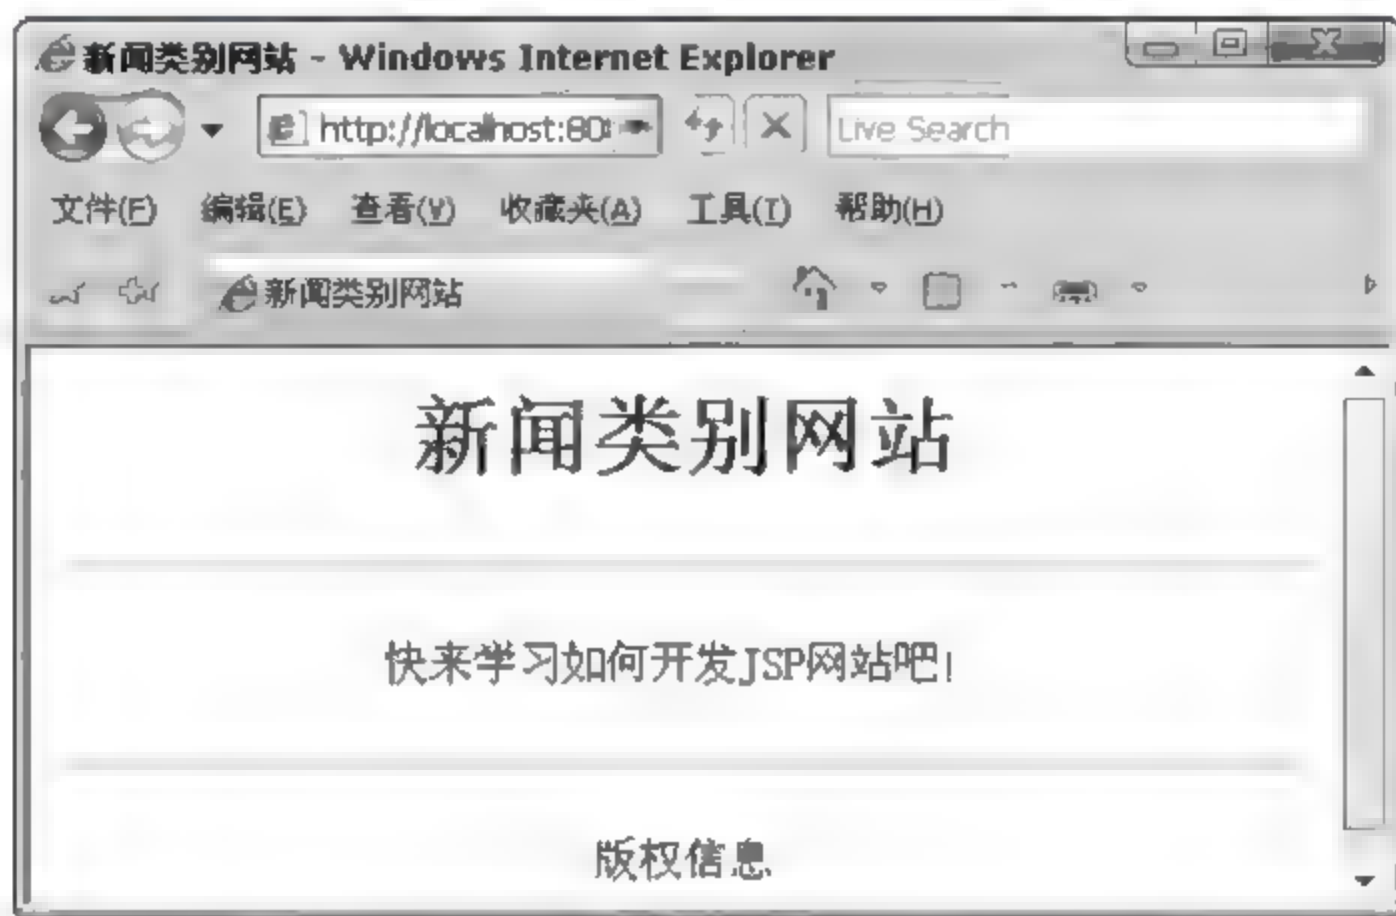 新闻类别网站 - Windows Internet Explorer
http://localhost:80 Live Search
文件(F) 编辑(E) 查看(V) 收藏夹(A) 工具(T) 帮助(H)
新闻类别网站
新闻类别网站
快来学习如何开发JSP网站吧!
版权信息